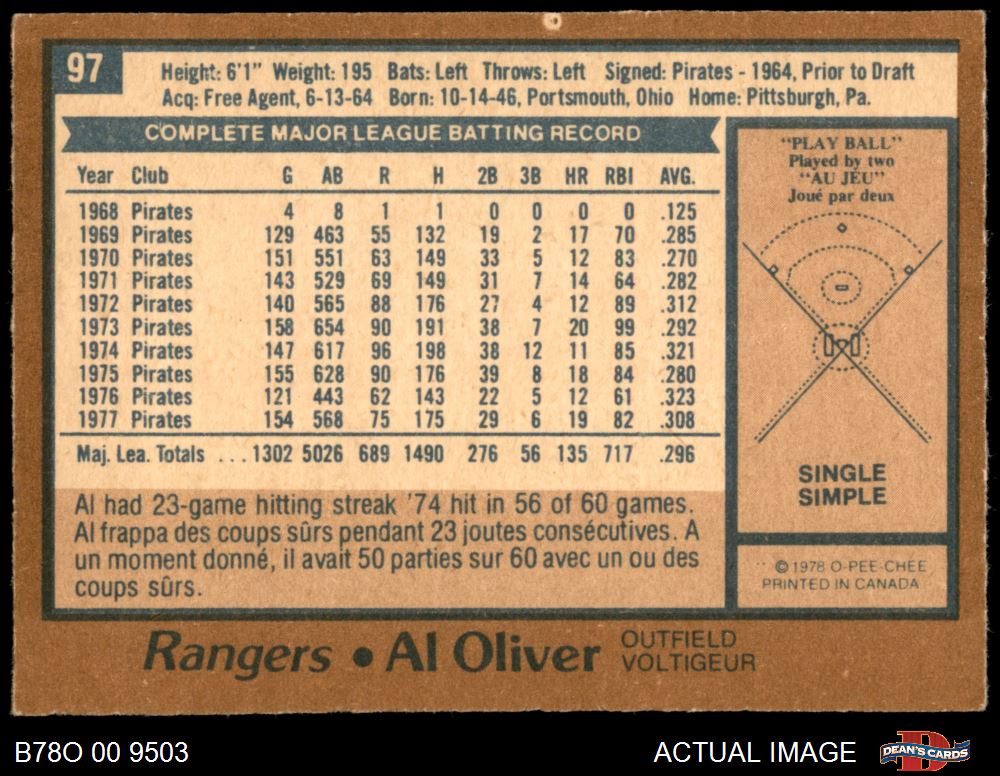 97
Height: 6'1" Weight: 195 Bats: Left Throws: Left Signed: Pirates - 1964, Prior to Draft
Acq: Free Agent, 6-13-64 Born: 10-14-46, Portsmouth, Ohio Home: Pittsburgh, Pa.
COMPLETE MAJOR LEAGUE BATTING RECORD
Year Club G AB R H 2B 3B HR RBI AVG.
1968 Pirates 4 8 1 1 0 0 0 0 .125
1969 Pirates 129 463 55 132 19 2 17 70 .285
1970 Pirates 151 551 63 149 33 5 12 83 .270
1971 Pirates 143 529 69 149 31 7 14 64 .282
1972 Pirates 140 565 88 176 27 4 12 89 .312
1973 Pirates 158 654 90 191 38 7 20 99 .292
1974 Pirates 147 617 96 198 38 12 11 85 .321
1975 Pirates 155 628 90 176 39 8 18 84 .280
1976 Pirates 121 443 62 143 22 5 12 61 .323
1977 Pirates 154 568 75 175 29 6 19 82 .308
Maj. Lea. Totals ...1302 5026 689 1490 276 56 135 717 .296
Al had 23-game hitting streak '74 hit in 56 of 60 games.
Al frappa des coups sûrs pendant 23 joutes consécutives. A
un moment donné, il avait 50 parties sur 60 avec un ou des
coups sûrs.
"PLAY BALL"
Played by two
"AU JEU"
Joué par deux
SINGLE
SIMPLE
© 1978 O-PEE-CHEE
PRINTED IN CANADA
Rangers • Al Oliver OUTFIELD
VOLTIGEUR
B78O 00 9503
ACTUAL IMAGE
D
DEAN'S CARDS